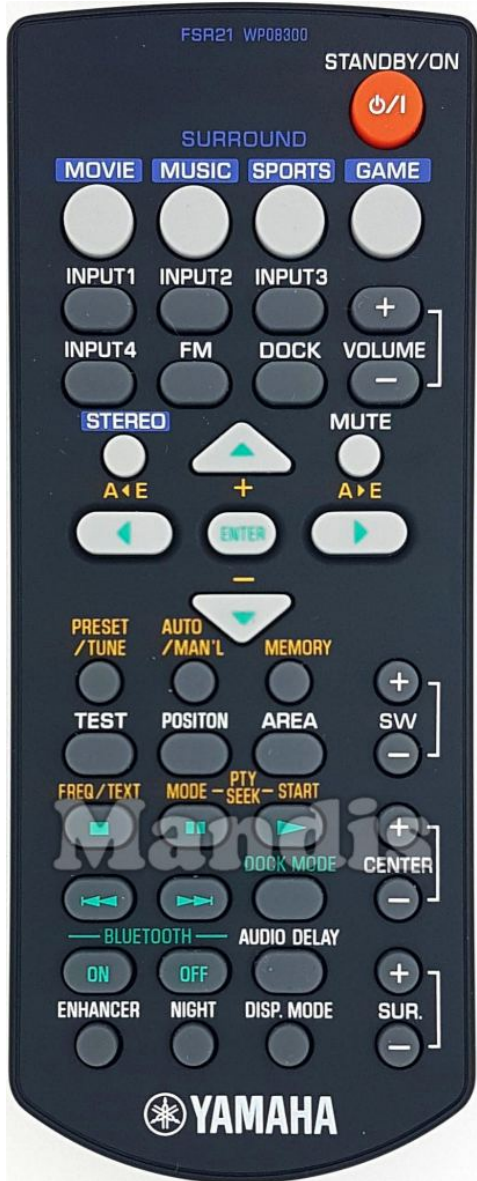 FSR21 WP08300
STANDBY/ON
⏻/I
SURROUND
MOVIE MUSIC SPORTS GAME
INPUT1 INPUT2 INPUT3
+
INPUT4 FM DOCK VOLUME
−
STEREO MUTE
A◂E + A▸E
ENTER
−
PRESET /TUNE AUTO /MAN'L MEMORY
+
TEST POSITON AREA SW
−
FREQ/TEXT MODE – PTY SEEK – START
Mandis
+
DOCK MODE CENTER
−
BLUETOOTH AUDIO DELAY
ON OFF +
ENHANCER NIGHT DISP. MODE SUR.
−
YAMAHA